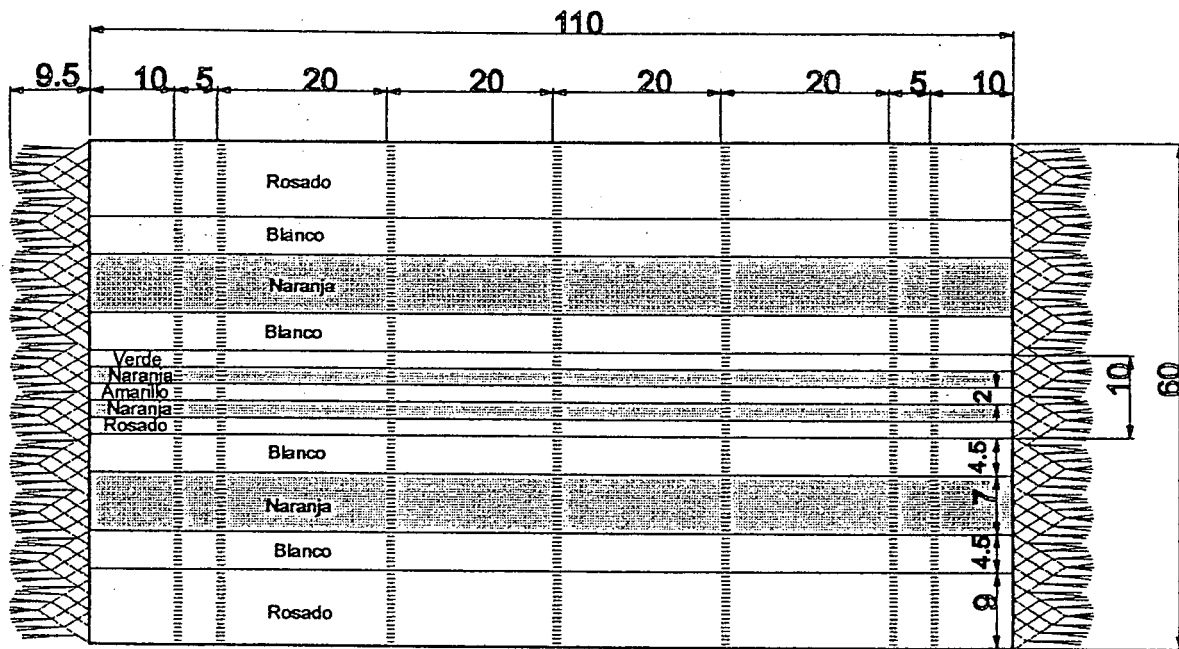 110
9.5 10 5 20 20 20 20 5 10
Rosado
Blanco
Naranja
Blanco
Verde
Naranja
Amarillo
Naranja
Rosado
Blanco
Naranja
Blanco
Rosado
2
4.5
7
4.5
9
10
60